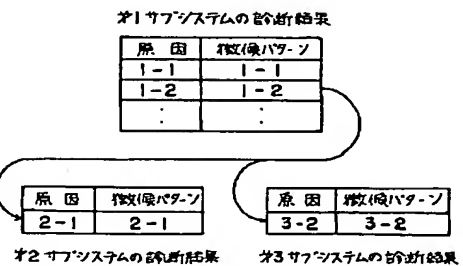 オ1サブシステムの診断結果
原因 徴候パターン
1-1 1-1
1-2 1-2
: :
原因 徴候パターン
2-1 2-1
原因 徴候パターン
3-2 3-2
オ2サブシステムの診断結果
オ3サブシステムの診断結果